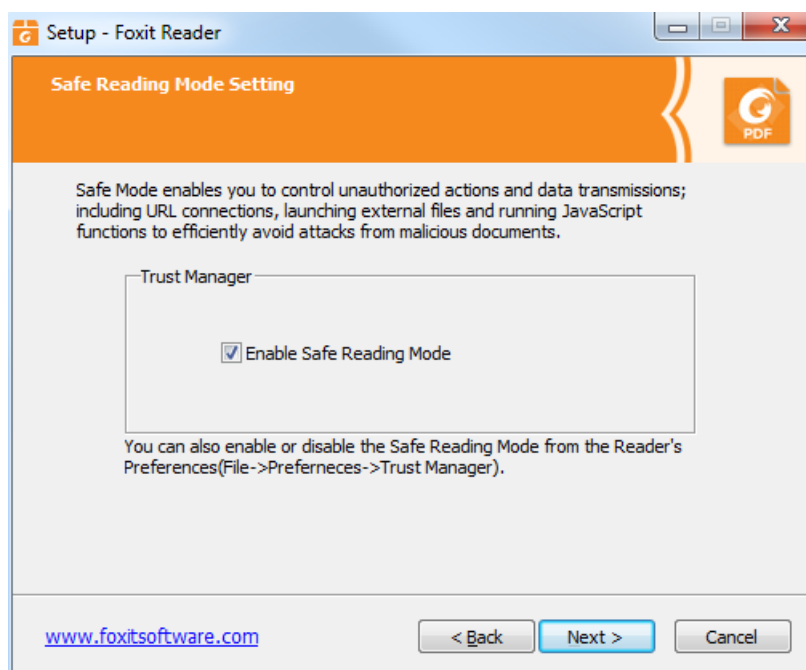 Setup - Foxit Reader
Safe Reading Mode Setting
PDF
Safe Mode enables you to control unauthorized actions and data transmissions;
including URL connections, launching external files and running JavaScript
functions to efficiently avoid attacks from malicious documents.
Trust Manager
Enable Safe Reading Mode
You can also enable or disable the Safe Reading Mode from the Reader's
Preferences(File->Preferneces->Trust Manager).
www.foxitsoftware.com
< Back
Next >
Cancel